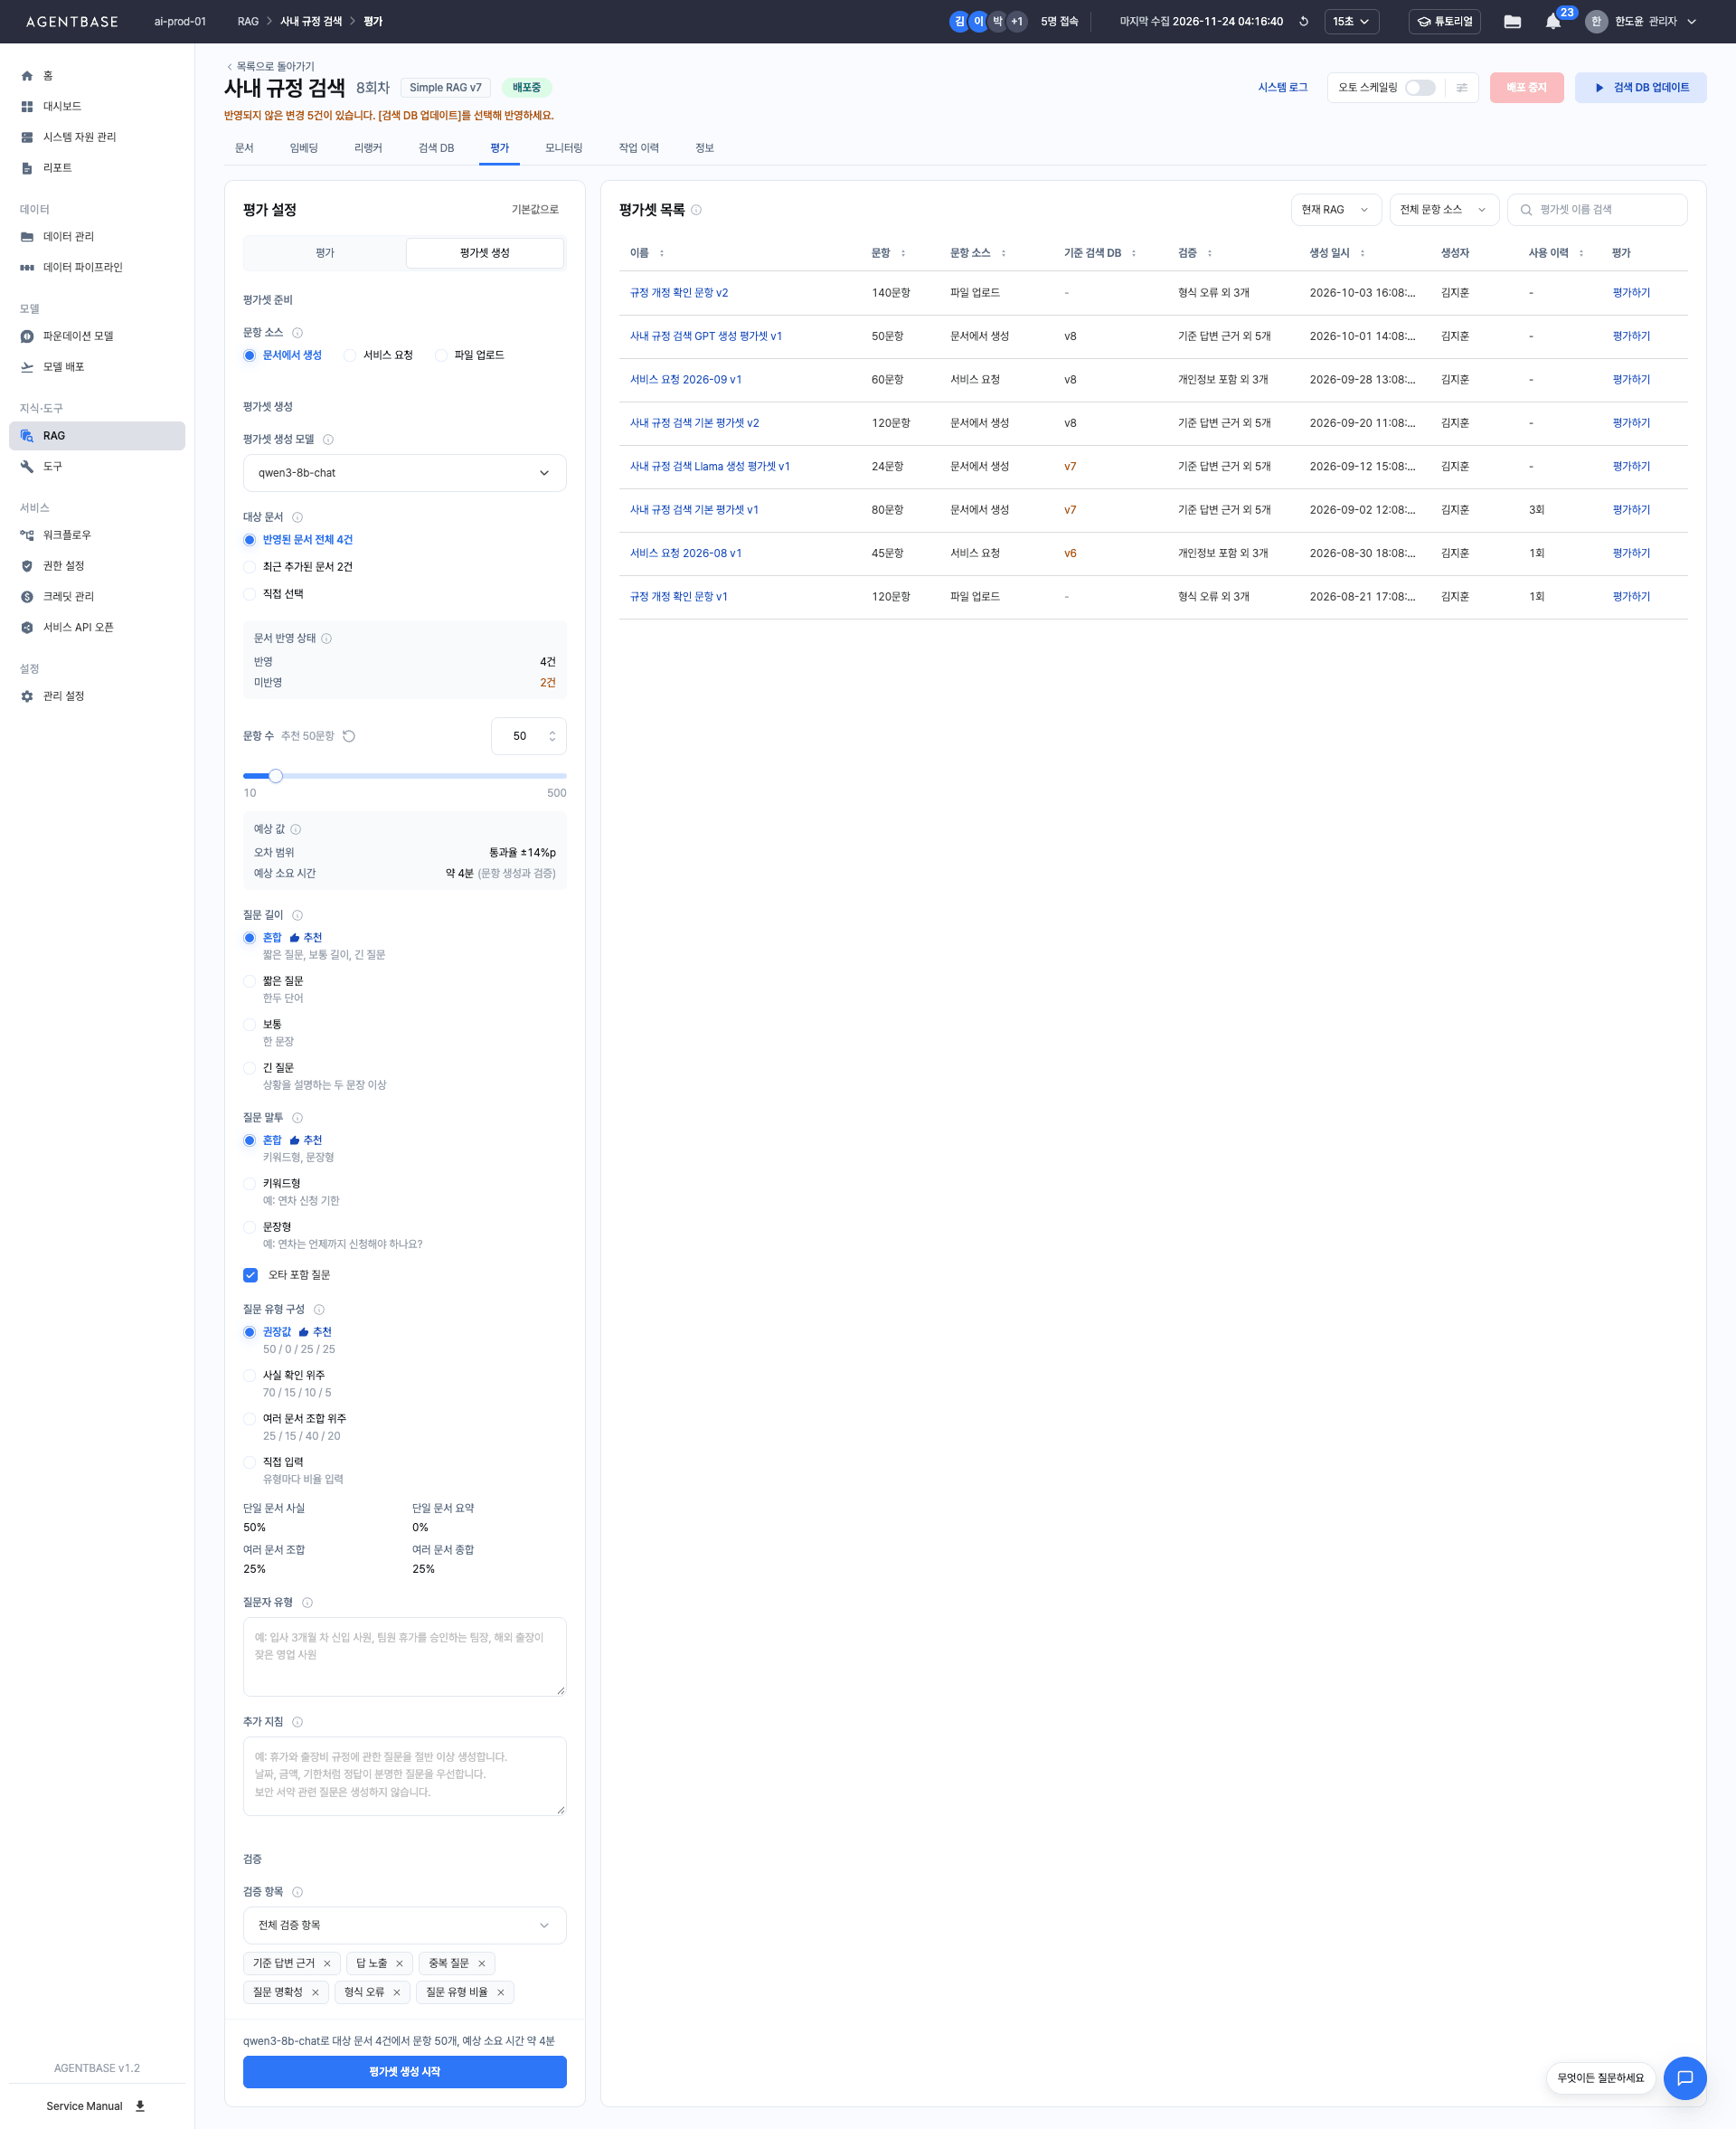 AGENTBASE
ai-prod-01
RAG > 사내 규정 검색 > 평가
김 이 박 +1 5명 접속
마지막 수집 2026-11-24 04:16:40
15초
튜토리얼
23
한 한도윤 관리자
홈
대시보드
시스템 자원 관리
리포트
데이터
데이터 관리
데이터 파이프라인
모델
파운데이션 모델
모델 배포
지식·도구
RAG
도구
서비스
워크플로우
권한 설정
크레딧 관리
서비스 API 오픈
설정
관리 설정
AGENTBASE v1.2
Service Manual
목록으로 돌아가기
사내 규정 검색 8회차 Simple RAG v7 배포중
반영되지 않은 변경 5건이 있습니다. [검색 DB 업데이트]를 선택해 반영하세요.
시스템 로그
오토 스케일링
배포 중지
검색 DB 업데이트
문서 임베딩 리랭커 검색 DB 평가 모니터링 작업 이력 정보
평가 설정 기본값으로
평가 평가셋 생성
평가셋 준비
문항 소스
문서에서 생성 서비스 요청 파일 업로드
평가셋 생성
평가셋 생성 모델
qwen3-8b-chat
대상 문서
반영된 문서 전체 4건
최근 추가된 문서 2건
직접 선택
문서 반영 상태
반영 4건
미반영 2건
문항 수 추천 50문항 50
10 500
예상 값
오차 범위 통과율 ±14%p
예상 소요 시간 약 4분 (문항 생성과 검증)
질문 길이
혼합 추천
짧은 질문, 보통 길이, 긴 질문
짧은 질문
한두 단어
보통
한 문장
긴 질문
상황을 설명하는 두 문장 이상
질문 말투
혼합 추천
키워드형, 문장형
키워드형
예: 연차 신청 기한
문장형
예: 연차는 언제까지 신청해야 하나요?
오타 포함 질문
질문 유형 구성
권장값 추천
50 / 0 / 25 / 25
사실 확인 위주
70 / 15 / 10 / 5
여러 문서 조합 위주
25 / 15 / 40 / 20
직접 입력
유형마다 비율 입력
단일 문서 사실 단일 문서 요약
50% 0%
여러 문서 조합 여러 문서 종합
25% 25%
질문자 유형
예: 입사 3개월 차 신입 사원, 팀원 휴가를 승인하는 팀장, 해외 출장이
잦은 영업 사원
추가 지침
예: 휴가와 출장비 규정에 관한 질문을 절반 이상 생성합니다.
날짜, 금액, 기한처럼 정답이 분명한 질문을 우선합니다.
보안 서약 관련 질문은 생성하지 않습니다.
검증
검증 항목
전체 검증 항목
기준 답변 근거 × 답 노출 × 중복 질문 ×
질문 명확성 × 형식 오류 × 질문 유형 비율 ×
qwen3-8b-chat로 대상 문서 4건에서 문항 50개, 예상 소요 시간 약 4분
평가셋 생성 시작
평가셋 목록
현재 RAG 전체 문항 소스 평가셋 이름 검색
이름 문항 문항 소스 기준 검색 DB 검증 생성 일시 생성자 사용 이력 평가
규정 개정 확인 문항 v2 140문항 파일 업로드 - 형식 오류 외 3개 2026-10-03 16:08:... 김지훈 - 평가하기
사내 규정 검색 GPT 생성 평가셋 v1 50문항 문서에서 생성 v8 기준 답변 근거 외 5개 2026-10-01 14:08:... 김지훈 - 평가하기
서비스 요청 2026-09 v1 60문항 서비스 요청 v8 개인정보 포함 외 3개 2026-09-28 13:08:... 김지훈 - 평가하기
사내 규정 검색 기본 평가셋 v2 120문항 문서에서 생성 v8 기준 답변 근거 외 5개 2026-09-20 11:08:... 김지훈 - 평가하기
사내 규정 검색 Llama 생성 평가셋 v1 24문항 문서에서 생성 v7 기준 답변 근거 외 5개 2026-09-12 15:08:... 김지훈 - 평가하기
사내 규정 검색 기본 평가셋 v1 80문항 문서에서 생성 v7 기준 답변 근거 외 5개 2026-09-02 12:08:... 김지훈 3회 평가하기
서비스 요청 2026-08 v1 45문항 서비스 요청 v6 개인정보 포함 외 3개 2026-08-30 18:08:... 김지훈 1회 평가하기
규정 개정 확인 문항 v1 120문항 파일 업로드 - 형식 오류 외 3개 2026-08-21 17:08:... 김지훈 1회 평가하기
무엇이든 질문하세요